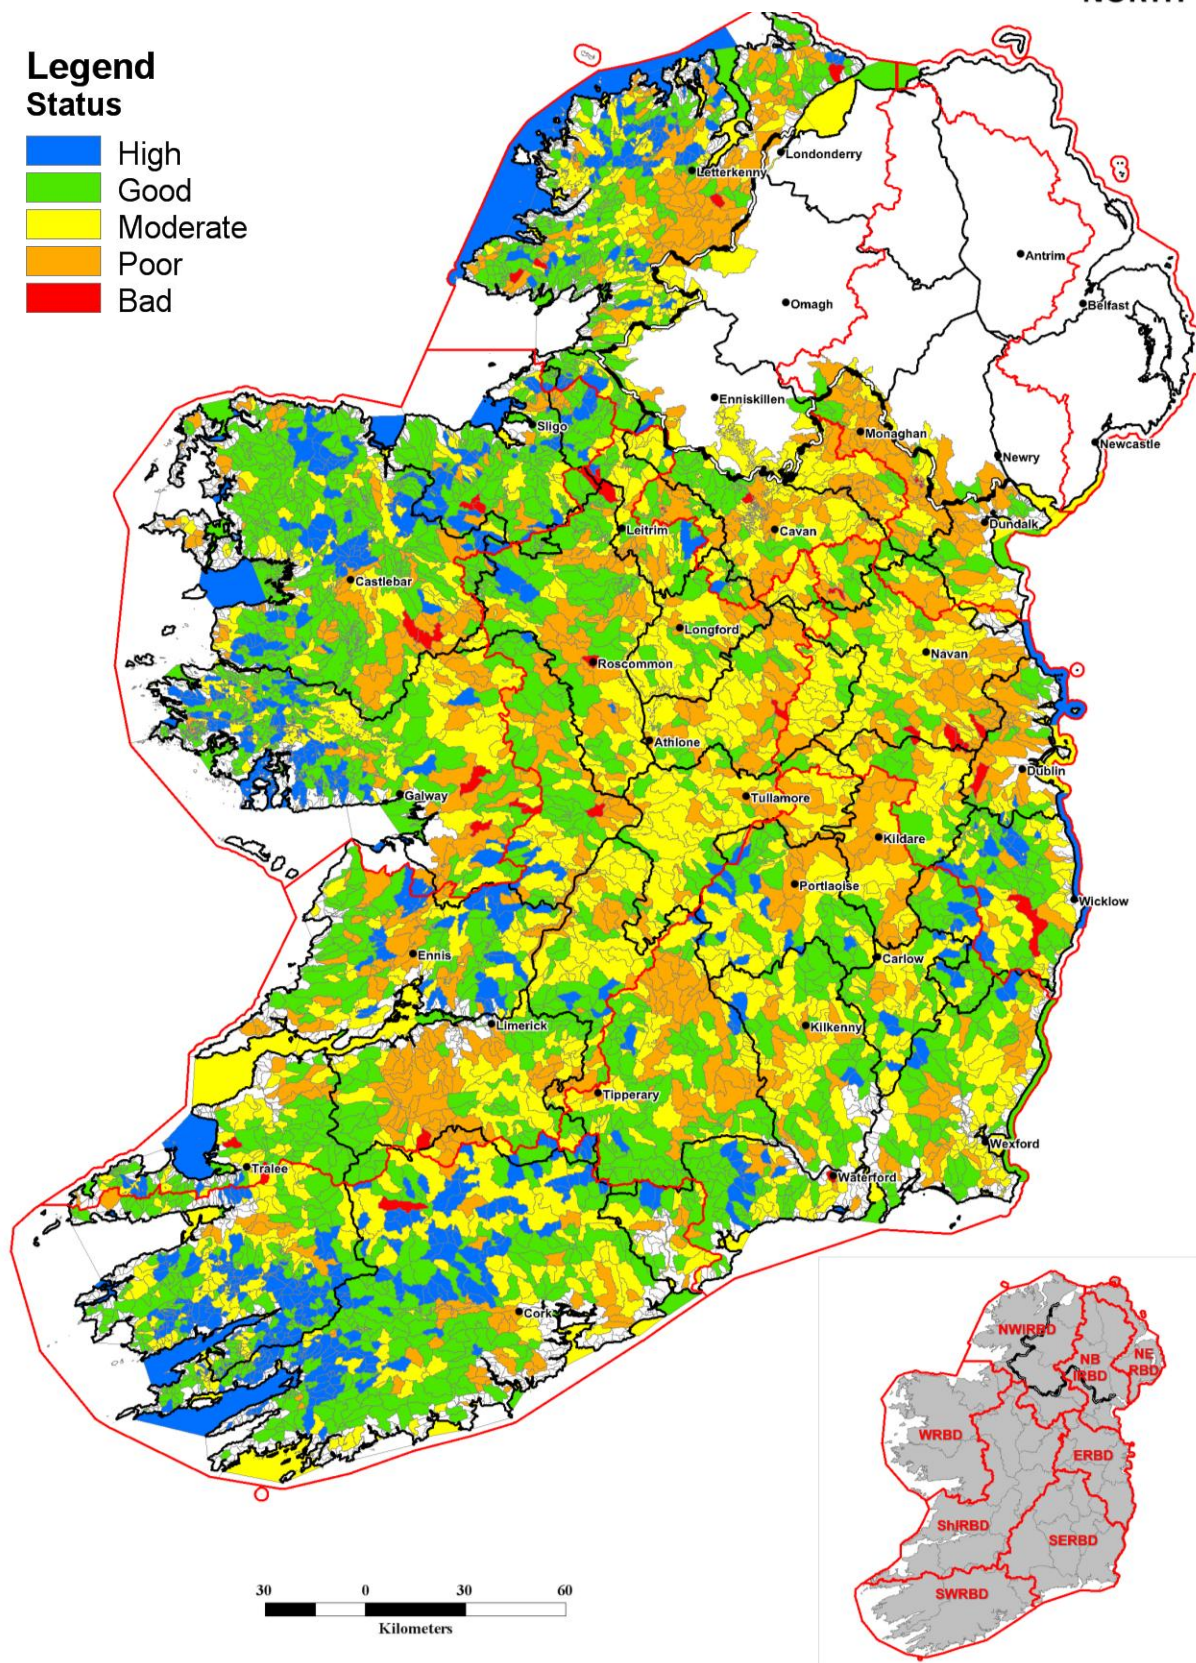 Legend
Status
High
Good
Moderate
Poor
Bad
Londonderry
Letterkenny
Antrim
Omagh
Belfast
Enniskillen
Sligo
Monaghan
Newcastle
Newry
Dundalk
Leitrim
Cavan
Castlebar
Longford
Navan
Roscommon
Athlone
Dublin
Galway
Tullamore
Kildare
Portlaoise
Wicklow
Ennis
Carlow
Limerick
Kilkenny
Tipperary
Wexford
Tralee
Waterford
Cork
NWIRBD
NB
IRBD
NE
RBD
WRBD
ERBD
ShIRBD
SERBD
SWRBD
30 0 30 60
Kilometers